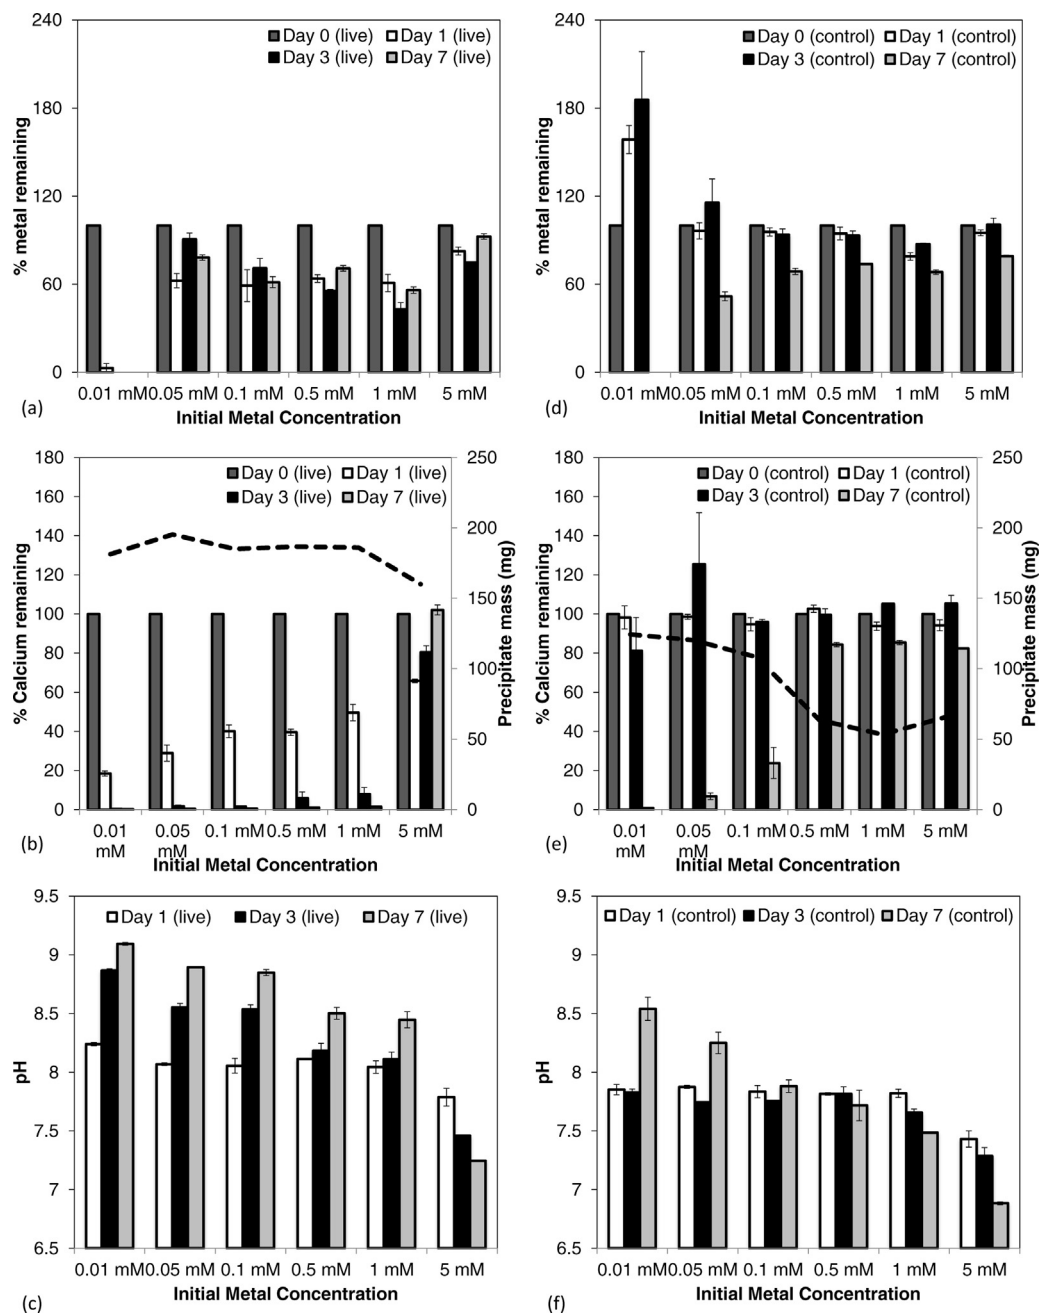 240
180
120
60
0
% metal remaining
Day 0 (live) Day 1 (live)
Day 3 (live) Day 7 (live)
0.01 mM 0.05 mM 0.1 mM 0.5 mM 1 mM 5 mM
(a) Initial Metal Concentration
240
180
120
60
0
% metal remaining
Day 0 (control) Day 1 (control)
Day 3 (control) Day 7 (control)
0.01 mM 0.05 mM 0.1 mM 0.5 mM 1 mM 5 mM
(d) Initial Metal Concentration
180
160
140
120
100
80
60
40
20
0
% Calcium remaining
Day 0 (live) Day 1 (live)
Day 3 (live) Day 7 (live)
250
200
150
100
50
0
Precipitate mass (mg)
0.01 0.05 0.1 mM 0.5 mM 1 mM 5 mM
mM mM
(b) Initial Metal Concentration
180
160
140
120
100
80
60
40
20
0
% Calcium remaining
Day 0 (control) Day 1 (control)
Day 3 (control) Day 7 (control)
250
200
150
100
50
0
Precipitate mass (mg)
0.01 0.05 0.1 mM 0.5 mM 1 mM 5 mM
mM mM
(e) Initial Metal Concentration
9.5
9
8.5
8
7.5
7
6.5
pH
Day 1 (live) Day 3 (live) Day 7 (live)
0.01 mM 0.05 mM 0.1 mM 0.5 mM 1 mM 5 mM
(c) Initial Metal Concentration
9.5
9
8.5
8
7.5
7
6.5
pH
Day 1 (control) Day 3 (control) Day 7 (control)
0.01 mM 0.05 mM 0.1 mM 0.5 mM 1 mM 5 mM
(f) Initial Metal Concentration